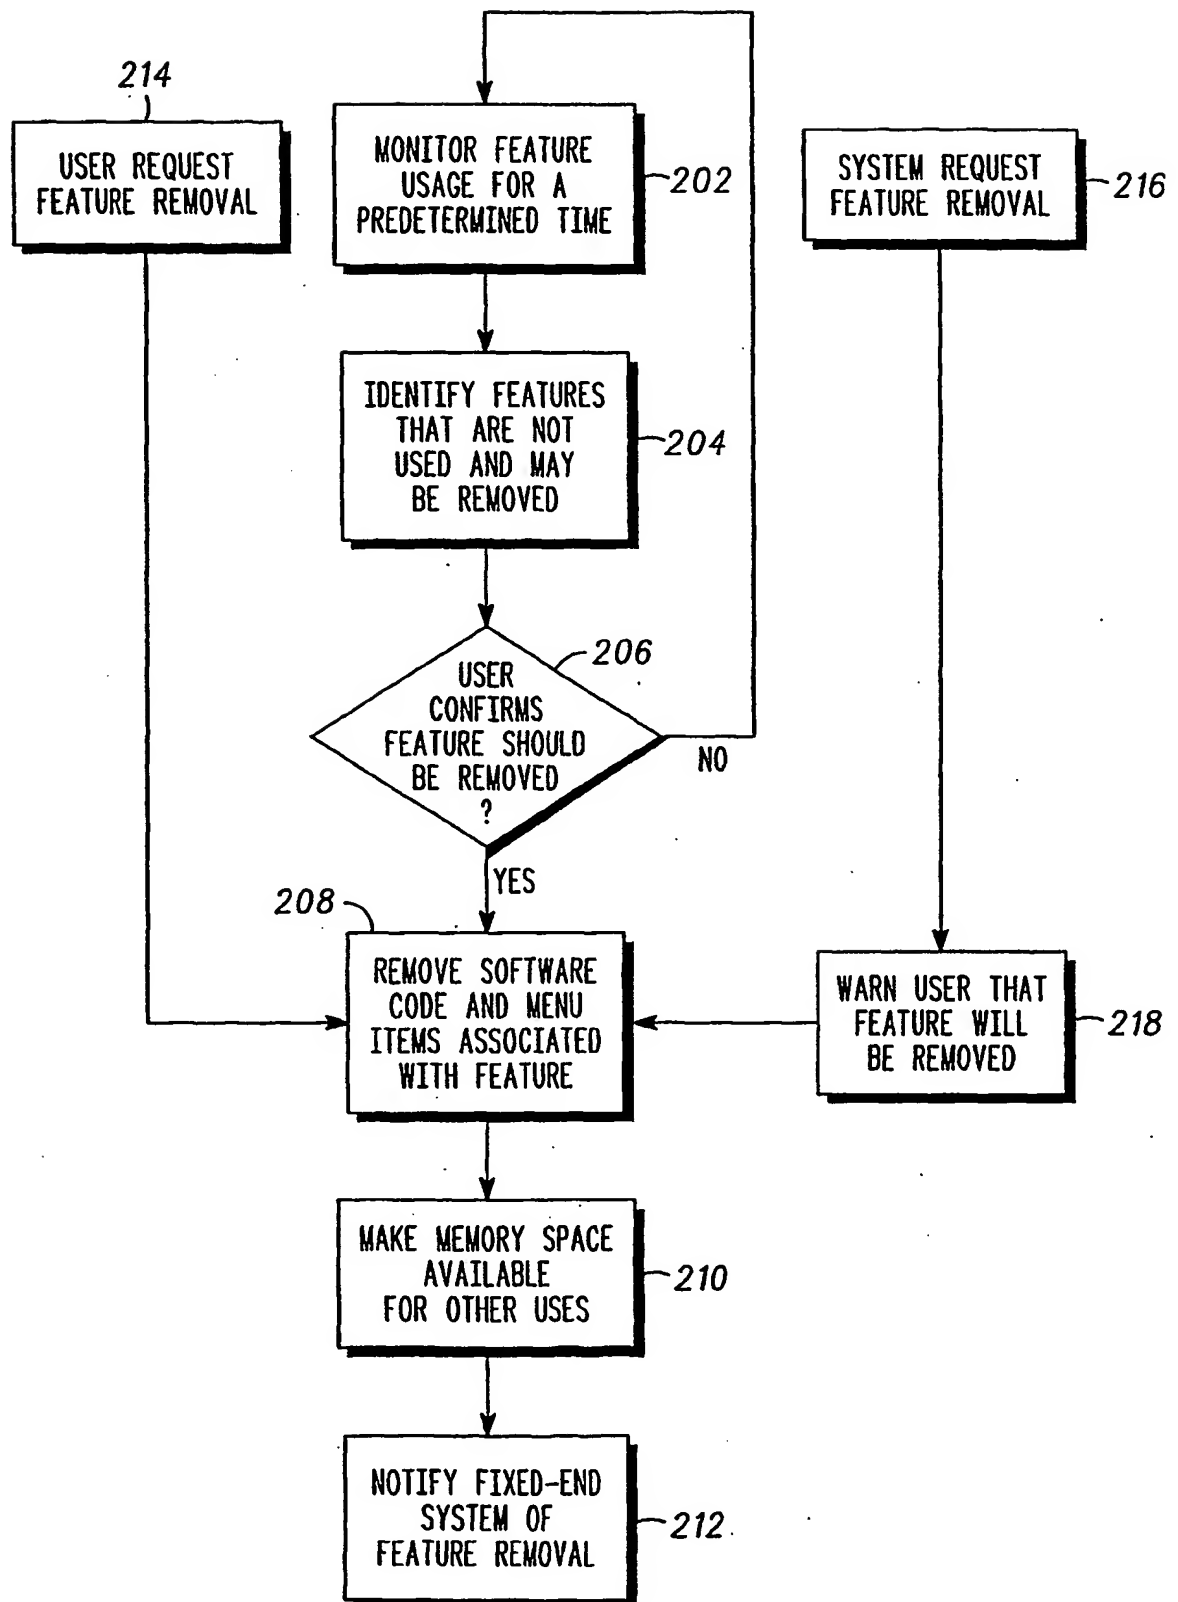 214
USER REQUEST
FEATURE REMOVAL
MONITOR FEATURE
USAGE FOR A
PREDETERMINED TIME
202
SYSTEM REQUEST
FEATURE REMOVAL
216
IDENTIFY FEATURES
THAT ARE NOT
USED AND MAY
BE REMOVED
204
206
USER
CONFIRMS
FEATURE SHOULD
BE REMOVED
?
NO
YES
208
REMOVE SOFTWARE
CODE AND MENU
ITEMS ASSOCIATED
WITH FEATURE
WARN USER THAT
FEATURE WILL
BE REMOVED
218
MAKE MEMORY SPACE
AVAILABLE
FOR OTHER USES
210
NOTIFY FIXED-END
SYSTEM OF
FEATURE REMOVAL
212